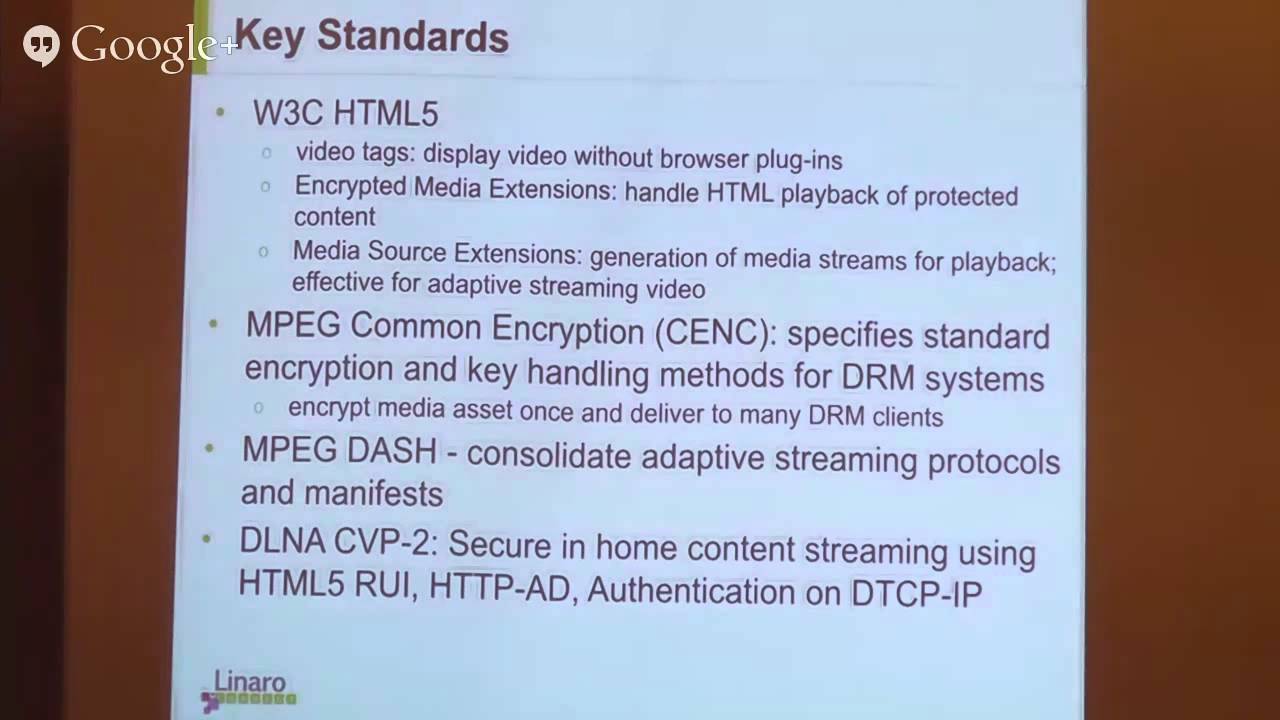 Google+
Key Standards
• W3C HTML5
o video tags: display video without browser plug-ins
o Encrypted Media Extensions: handle HTML playback of protected
content
o Media Source Extensions: generation of media streams for playback;
effective for adaptive streaming video
• MPEG Common Encryption (CENC): specifies standard
encryption and key handling methods for DRM systems
o encrypt media asset once and deliver to many DRM clients
• MPEG DASH - consolidate adaptive streaming protocols
and manifests
• DLNA CVP-2: Secure in home content streaming using
HTML5 RUI, HTTP-AD, Authentication on DTCP-IP
Linaro